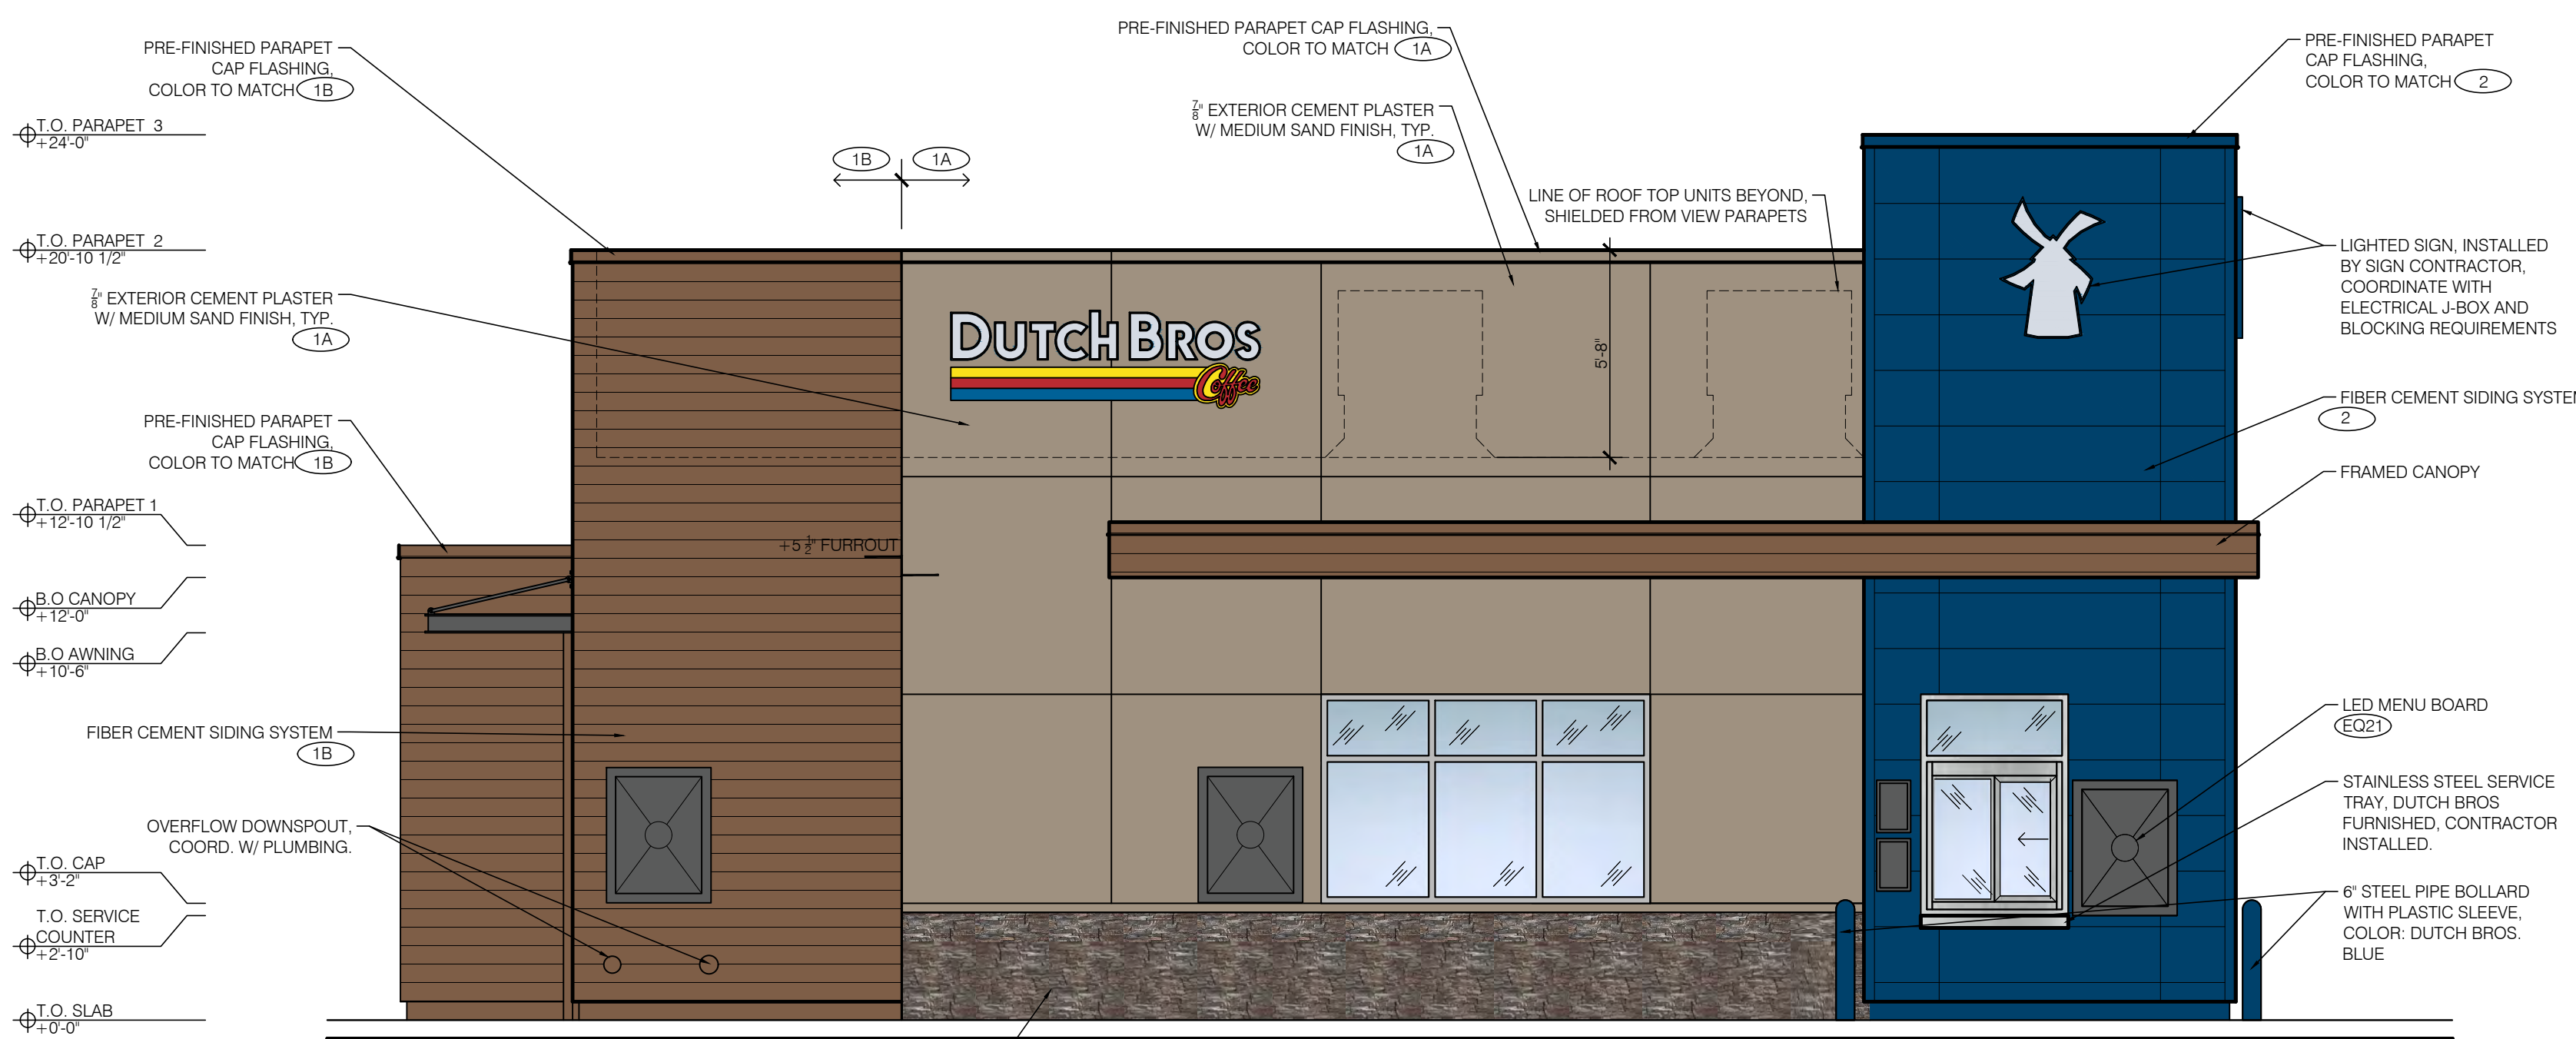 PRE-FINISHED PARAPET
CAP FLASHING,
COLOR TO MATCH 1B
T.O. PARAPET 3
+24'-0"
T.O. PARAPET 2
+20'-10 1/2"
7/8" EXTERIOR CEMENT PLASTER
W/ MEDIUM SAND FINISH, TYP.
1A
PRE-FINISHED PARAPET
CAP FLASHING,
COLOR TO MATCH 1B
T.O. PARAPET 1
+12'-10 1/2"
B.O CANOPY
+12'-0"
B.O AWNING
+10'-6"
FIBER CEMENT SIDING SYSTEM
1B
OVERFLOW DOWNSPOUT,
COORD. W/ PLUMBING.
T.O. CAP
+3'-2"
T.O. SERVICE
COUNTER
+2'-10"
T.O. SLAB
+0'-0"
1B 1A
PRE-FINISHED PARAPET CAP FLASHING,
COLOR TO MATCH 1A
7/8" EXTERIOR CEMENT PLASTER
W/ MEDIUM SAND FINISH, TYP.
1A
LINE OF ROOF TOP UNITS BEYOND,
SHIELDED FROM VIEW PARAPETS
DUTCH BROS
Coffee
5'-8"
+5 1/2" FURROUT
PRE-FINISHED PARAPET
CAP FLASHING,
COLOR TO MATCH 2
LIGHTED SIGN, INSTALLED
BY SIGN CONTRACTOR,
COORDINATE WITH
ELECTRICAL J-BOX AND
BLOCKING REQUIREMENTS
FIBER CEMENT SIDING SYSTEM
2
FRAMED CANOPY
LED MENU BOARD
EQ21
STAINLESS STEEL SERVICE
TRAY, DUTCH BROS
FURNISHED, CONTRACTOR
INSTALLED.
6" STEEL PIPE BOLLARD
WITH PLASTIC SLEEVE,
COLOR: DUTCH BROS.
BLUE